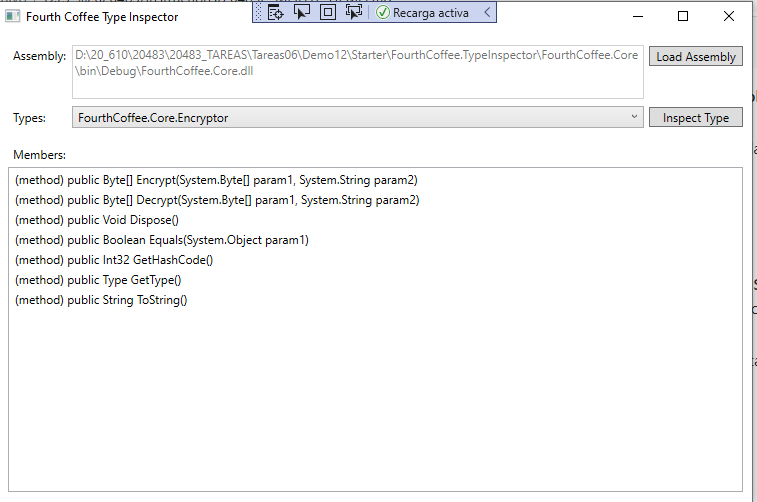 Fourth Coffee Type Inspector
Recarga activa
Assembly:
D:\20_610\20483\20483_TAREAS\Tareas06\Demo12\Starter\FourthCoffee.TypeInspector\FourthCoffee.Core
\bin\Debug\FourthCoffee.Core.dll
Load Assembly
Types:
FourthCoffee.Core.Encryptor
Inspect Type
Members:
(method) public Byte[] Encrypt(System.Byte[] param1, System.String param2)
(method) public Byte[] Decrypt(System.Byte[] param1, System.String param2)
(method) public Void Dispose()
(method) public Boolean Equals(System.Object param1)
(method) public Int32 GetHashCode()
(method) public Type GetType()
(method) public String ToString()